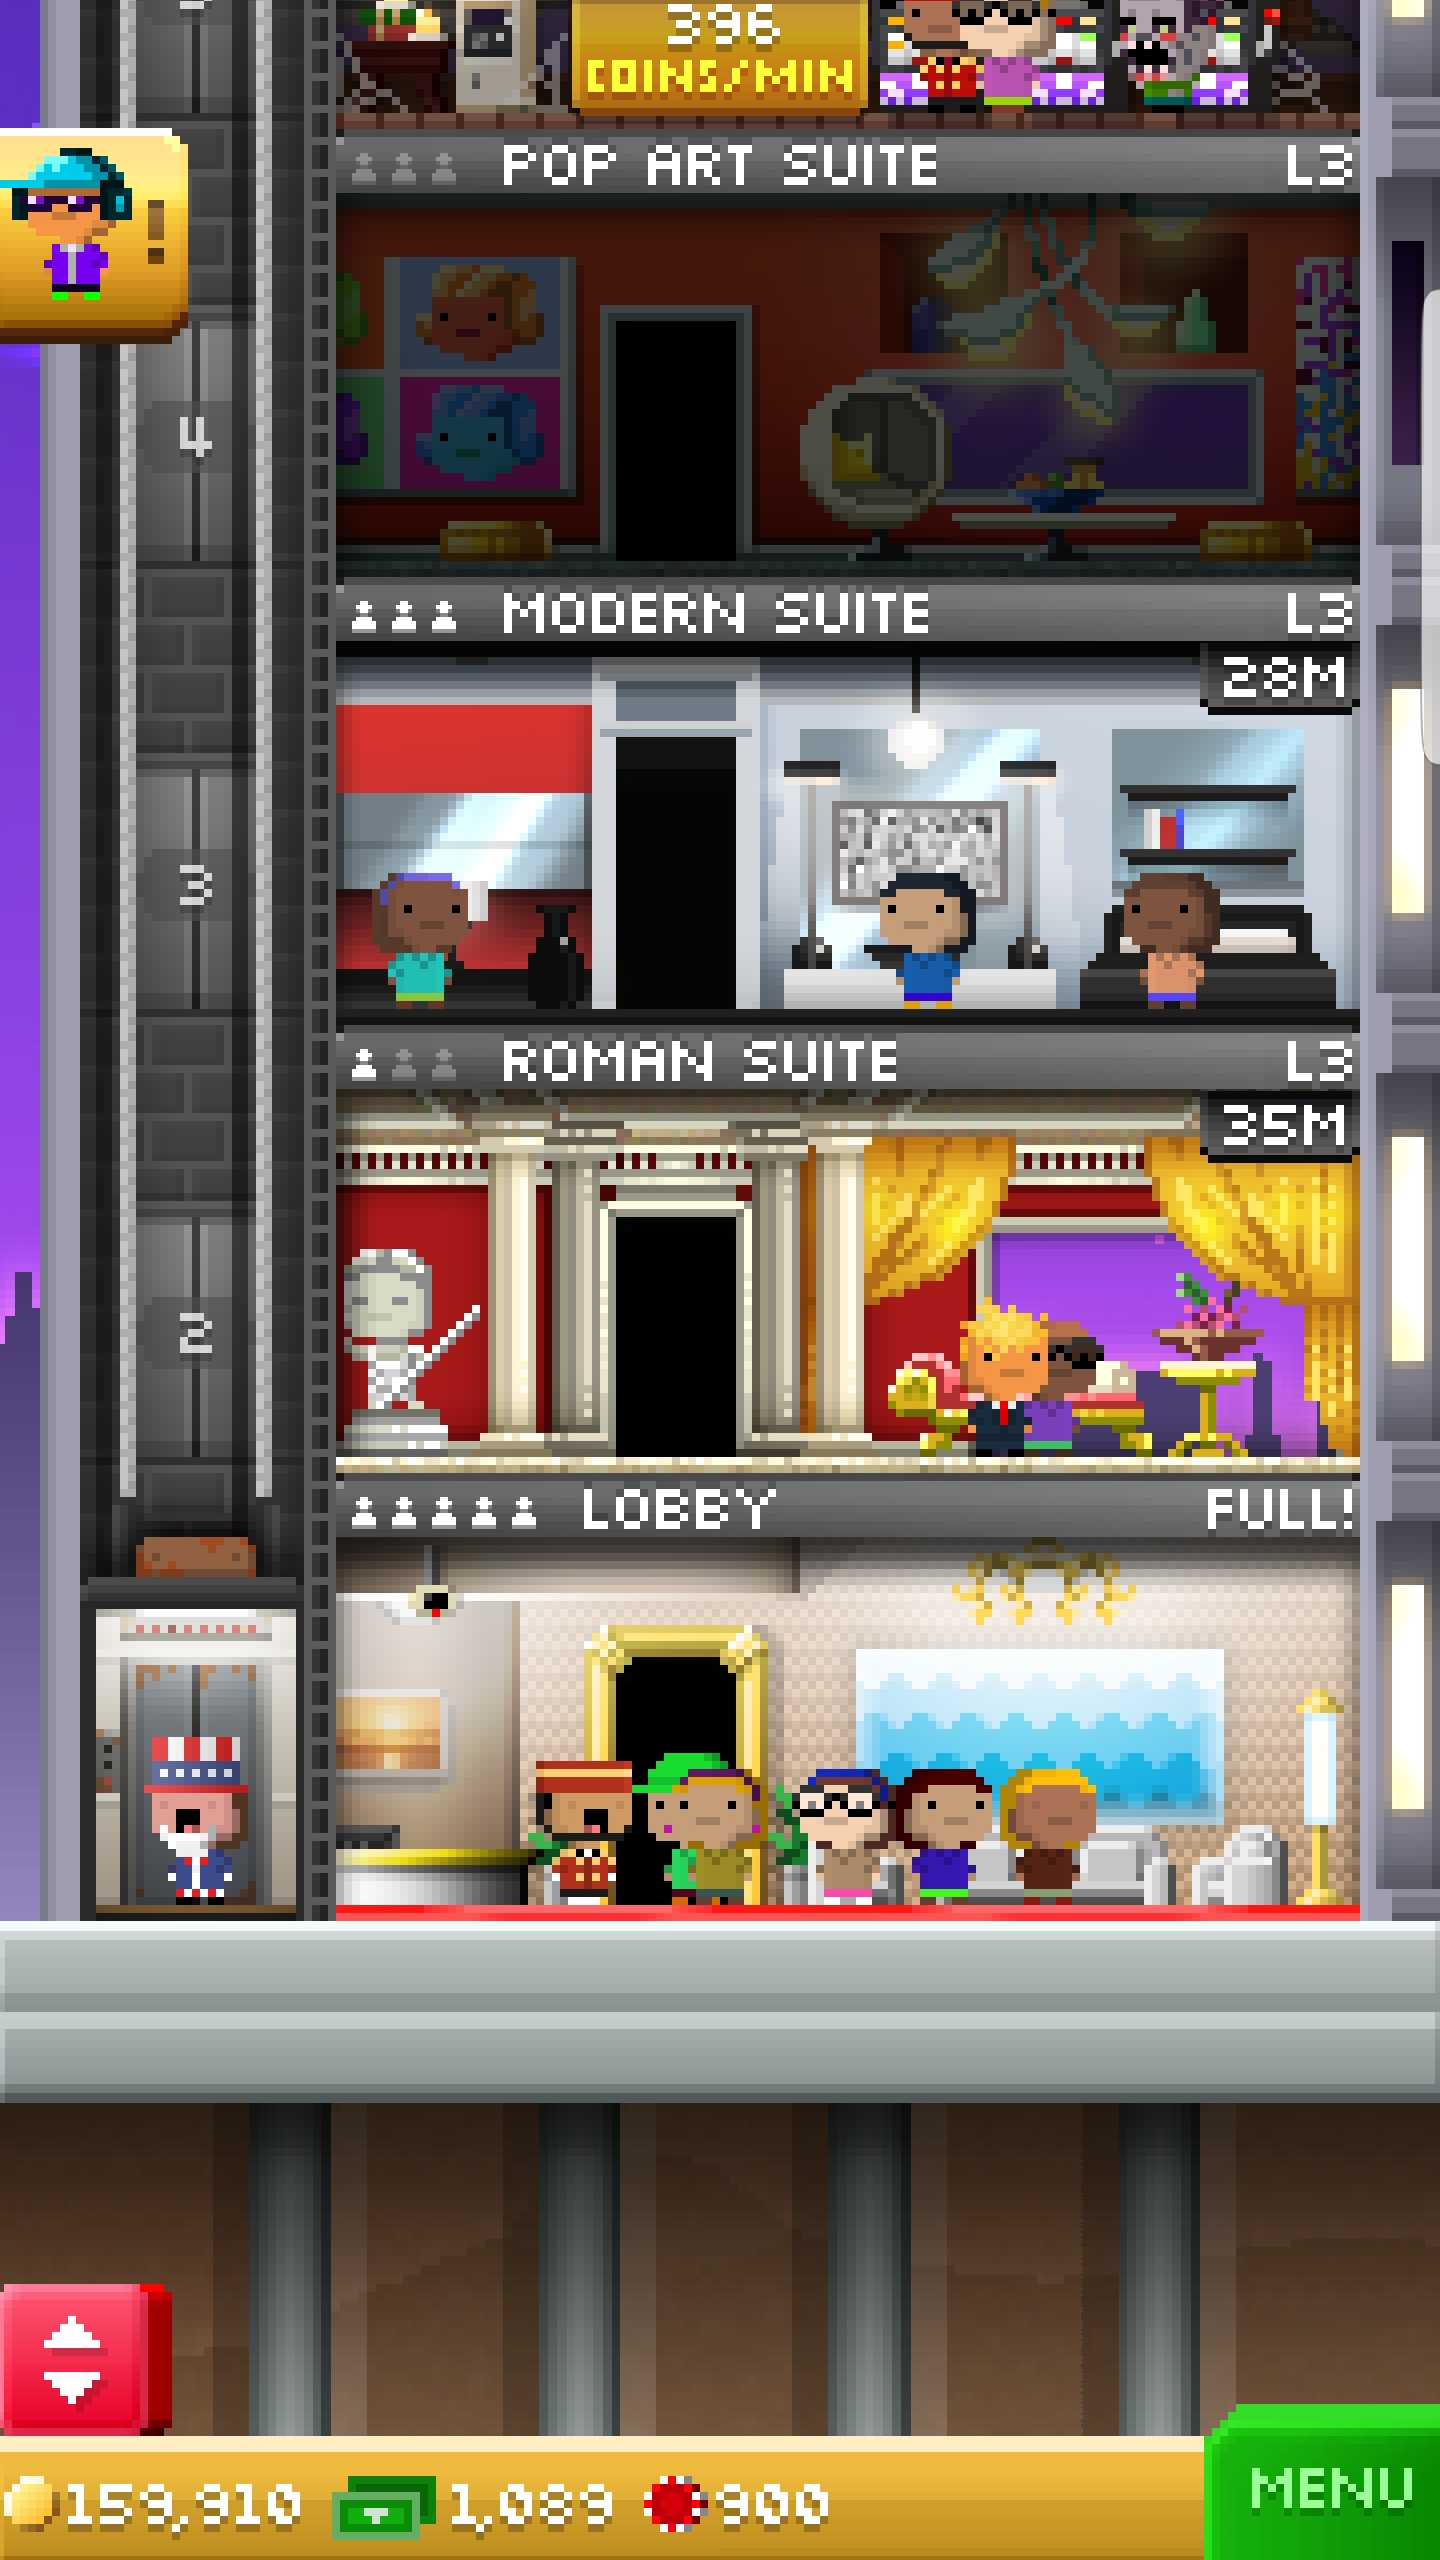 396
COINS/MIN
POP ART SUITE L3
!
4
MODERN SUITE L3
28M
3
ROMAN SUITE L3
35M
2
LOBBY FULL!
159,910 1,089 900
MENU